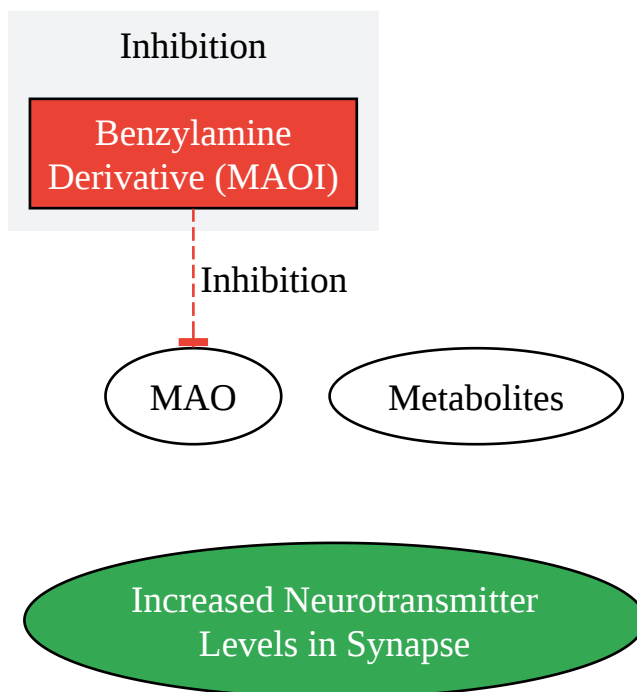 Inhibition
Benzylamine
Derivative (MAOI)
Inhibition
MAO
Metabolites
Increased Neurotransmitter
Levels in Synapse